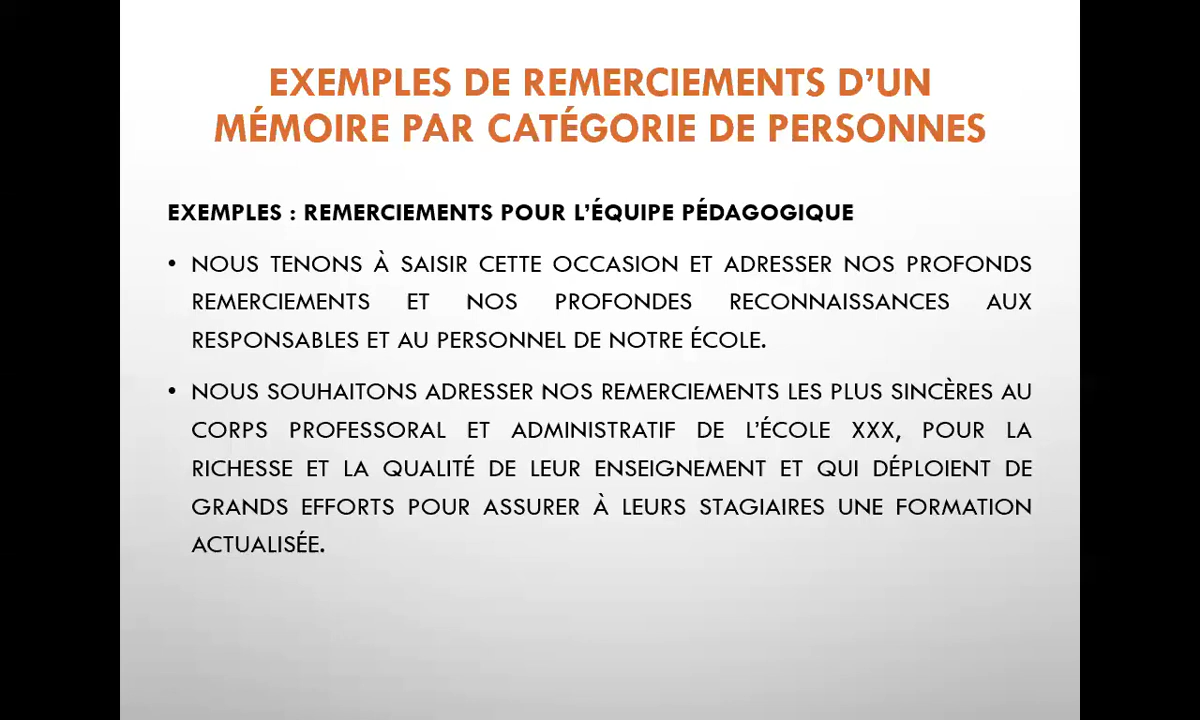 EXEMPLES DE REMERCIEMENTS D’UN
MÉMOIRE PAR CATÉGORIE DE PERSONNES
EXEMPLES : REMERCIEMENTS POUR L’ÉQUIPE PÉDAGOGIQUE
• NOUS TENONS À SAISIR CETTE OCCASION ET ADRESSER NOS PROFONDS
REMERCIEMENTS ET NOS PROFONDES RECONNAISSANCES AUX
RESPONSABLES ET AU PERSONNEL DE NOTRE ÉCOLE.
• NOUS SOUHAITONS ADRESSER NOS REMERCIEMENTS LES PLUS SINCÈRES AU
CORPS PROFESSORAL ET ADMINISTRATIF DE L’ÉCOLE XXX, POUR LA
RICHESSE ET LA QUALITÉ DE LEUR ENSEIGNEMENT ET QUI DÉPLOIENT DE
GRANDS EFFORTS POUR ASSURER À LEURS STAGIAIRES UNE FORMATION
ACTUALISÉE.